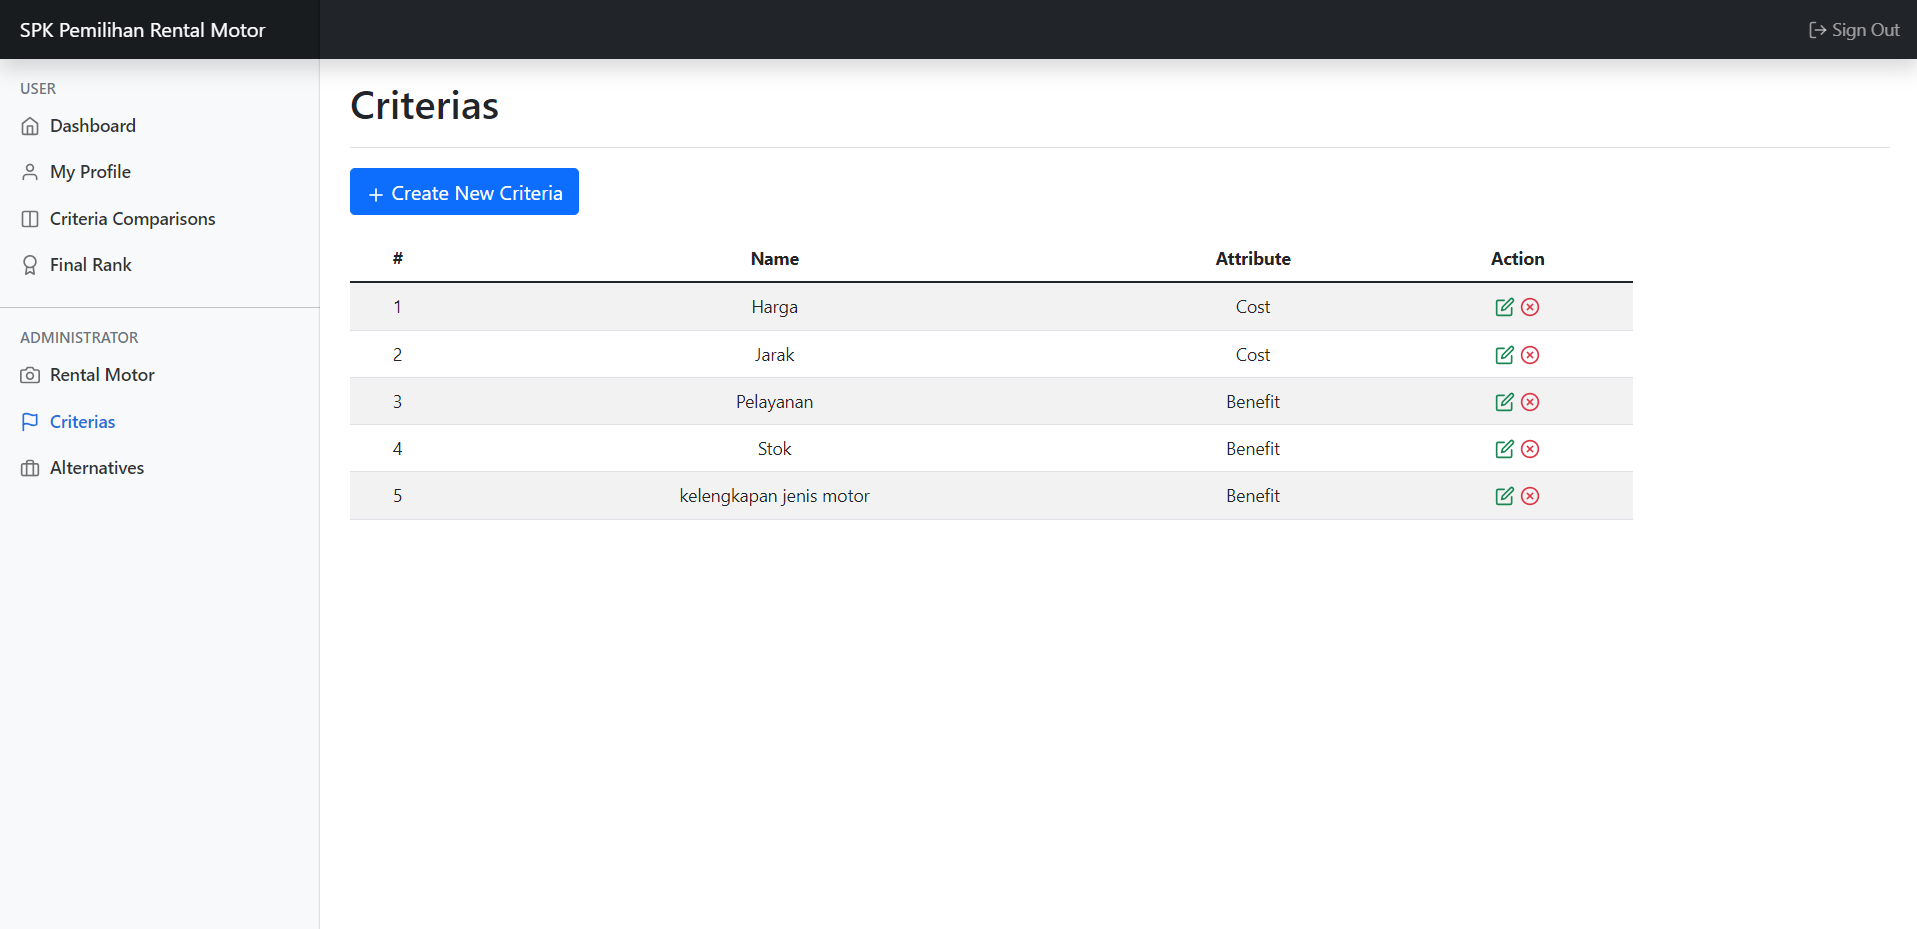 SPK Pemilihan Rental Motor
Sign Out
USER
Dashboard
My Profile
Criteria Comparisons
Final Rank
ADMINISTRATOR
Rental Motor
Criterias
Alternatives
Criterias
+ Create New Criteria
# Name Attribute Action
1 Harga Cost
2 Jarak Cost
3 Pelayanan Benefit
4 Stok Benefit
5 kelengkapan jenis motor Benefit